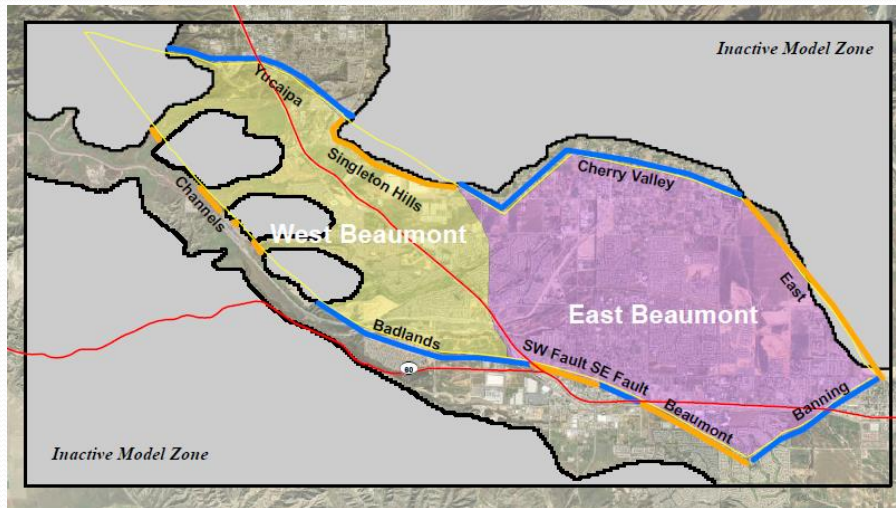 Inactive Model Zone
Yucaipa
Singleton Hills
Cherry Valley
Channels
West Beaumont
East
East Beaumont
Badlands
SW Fault SE Fault
60
Beaumont
Banning
Inactive Model Zone